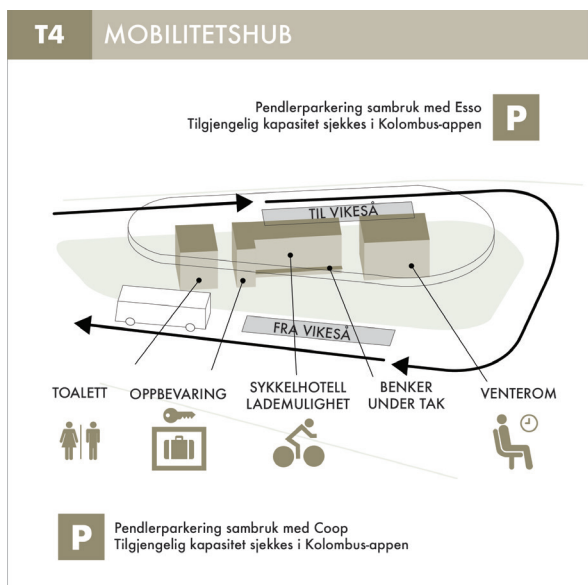 T4 MOBILITETSHUB
Pendlerparkering sambruk med Esso
Tilgjengelig kapasitet sjekkes i Kolombus-appen
P
TIL VIKESÅ
FRA VIKESÅ
TOALETT
OPPBEVARING
SYKKELHOTELL
LADEMULIGHET
BENKER
UNDER TAK
VENTEROM
P
Pendlerparkering sambruk med Coop
Tilgjengelig kapasitet sjekkes i Kolombus-appen